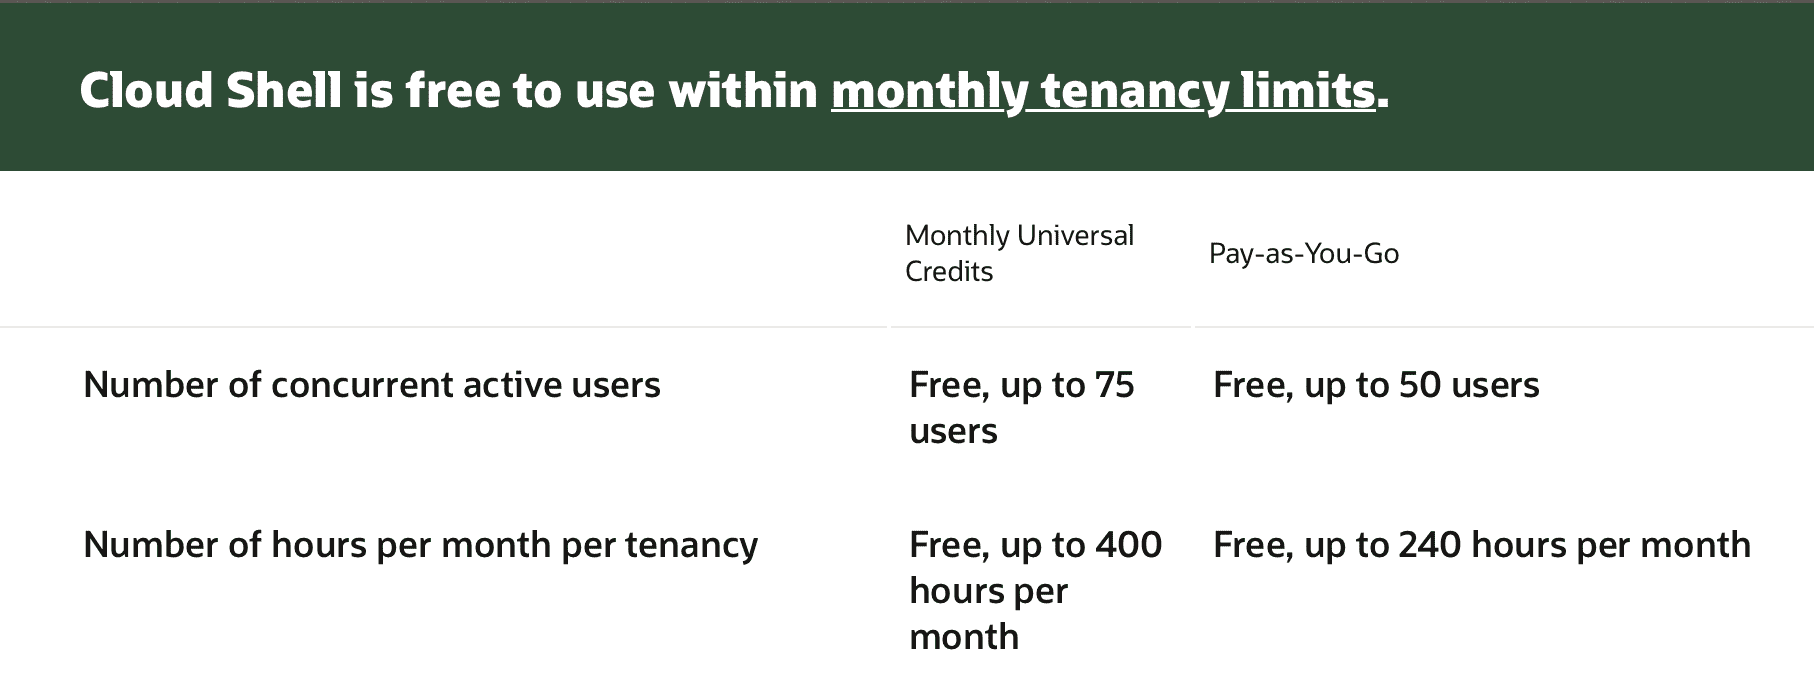 Cloud Shell is free to use within monthly tenancy limits.
Monthly Universal
Credits
Pay-as-You-Go
Number of concurrent active users
Free, up to 75
users
Free, up to 50 users
Number of hours per month per tenancy
Free, up to 400
hours per
month
Free, up to 240 hours per month